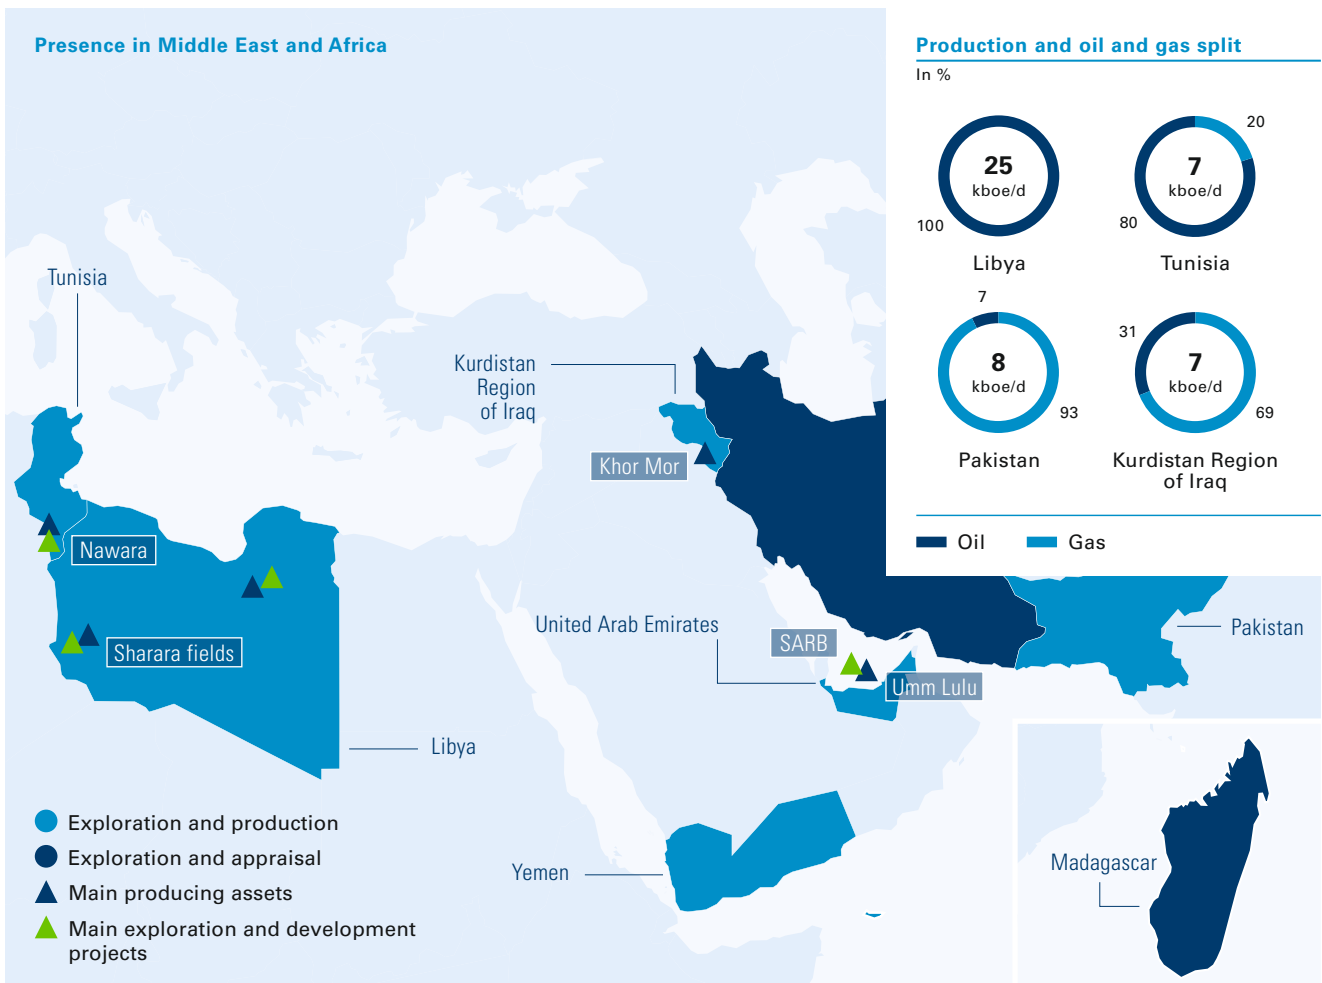 Presence in Middle East and Africa
Tunisia
Kurdistan
Region
of Iraq
Khor Mor
Nawara
Sharara fields
United Arab Emirates
SARB
Umm Lulu
Pakistan
Libya
Yemen
Madagascar
Exploration and production
Exploration and appraisal
Main producing assets
Main exploration and development
projects
Production and oil and gas split
In %
25
kboe/d
100
Libya
20
7
kboe/d
80
Tunisia
7
8
kboe/d
93
Pakistan
31
7
kboe/d
69
Kurdistan Region
of Iraq
Oil
Gas